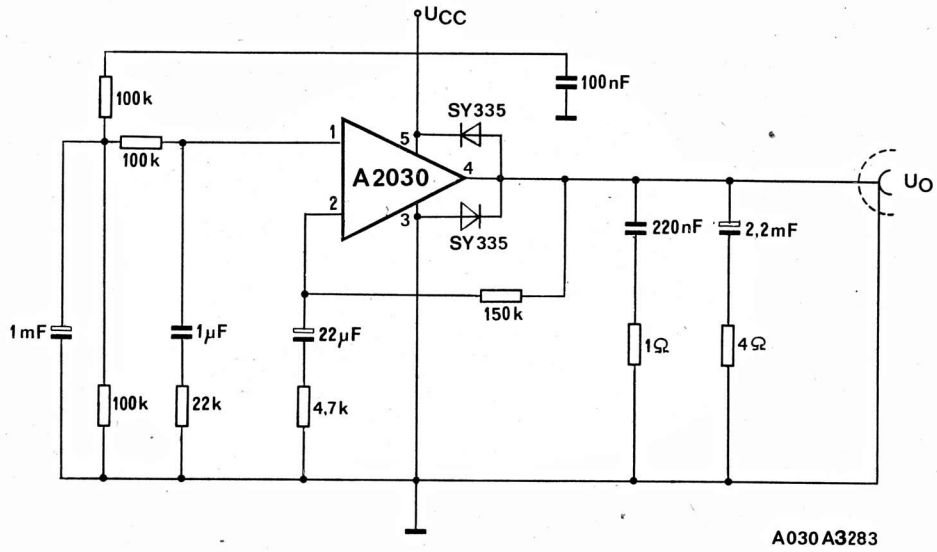 UCC
100k
100nF
SY335
1
5
100k
A2030
4
UO
2
3
SY335
220nF
2,2mF
150k
1mF
1µF
22µF
1Ω
4Ω
100k
22k
4,7k
A030A3283